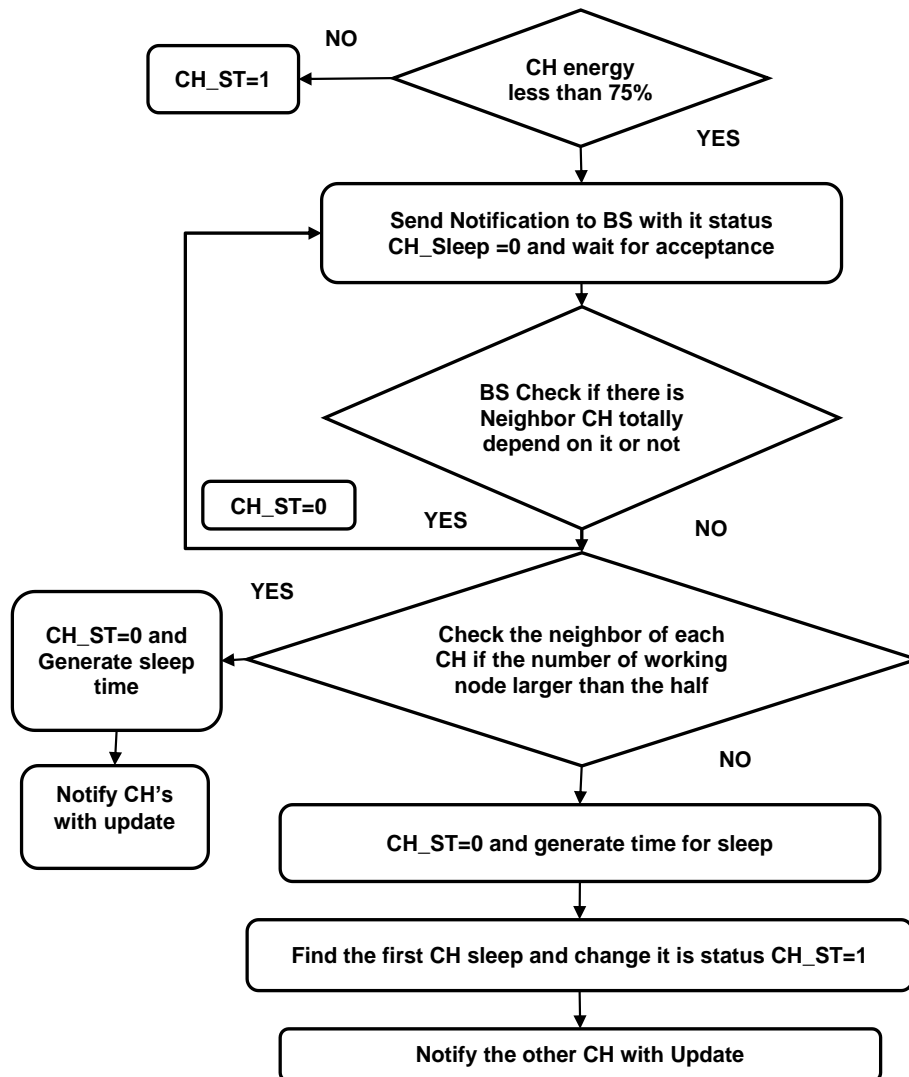 NO
CH energy
less than 75%
CH_ST=1
YES
Send Notification to BS with it status
CH_Sleep =0 and wait for acceptance
BS Check if there is
Neighbor CH totally
depend on it or not
CH_ST=0
YES
NO
YES
CH_ST=0 and
Generate sleep
time
Check the neighbor of each
CH if the number of working
node larger than the half
NO
Notify CH’s
with update
CH_ST=0 and generate time for sleep
Find the first CH sleep and change it is status CH_ST=1
Notify the other CH with Update